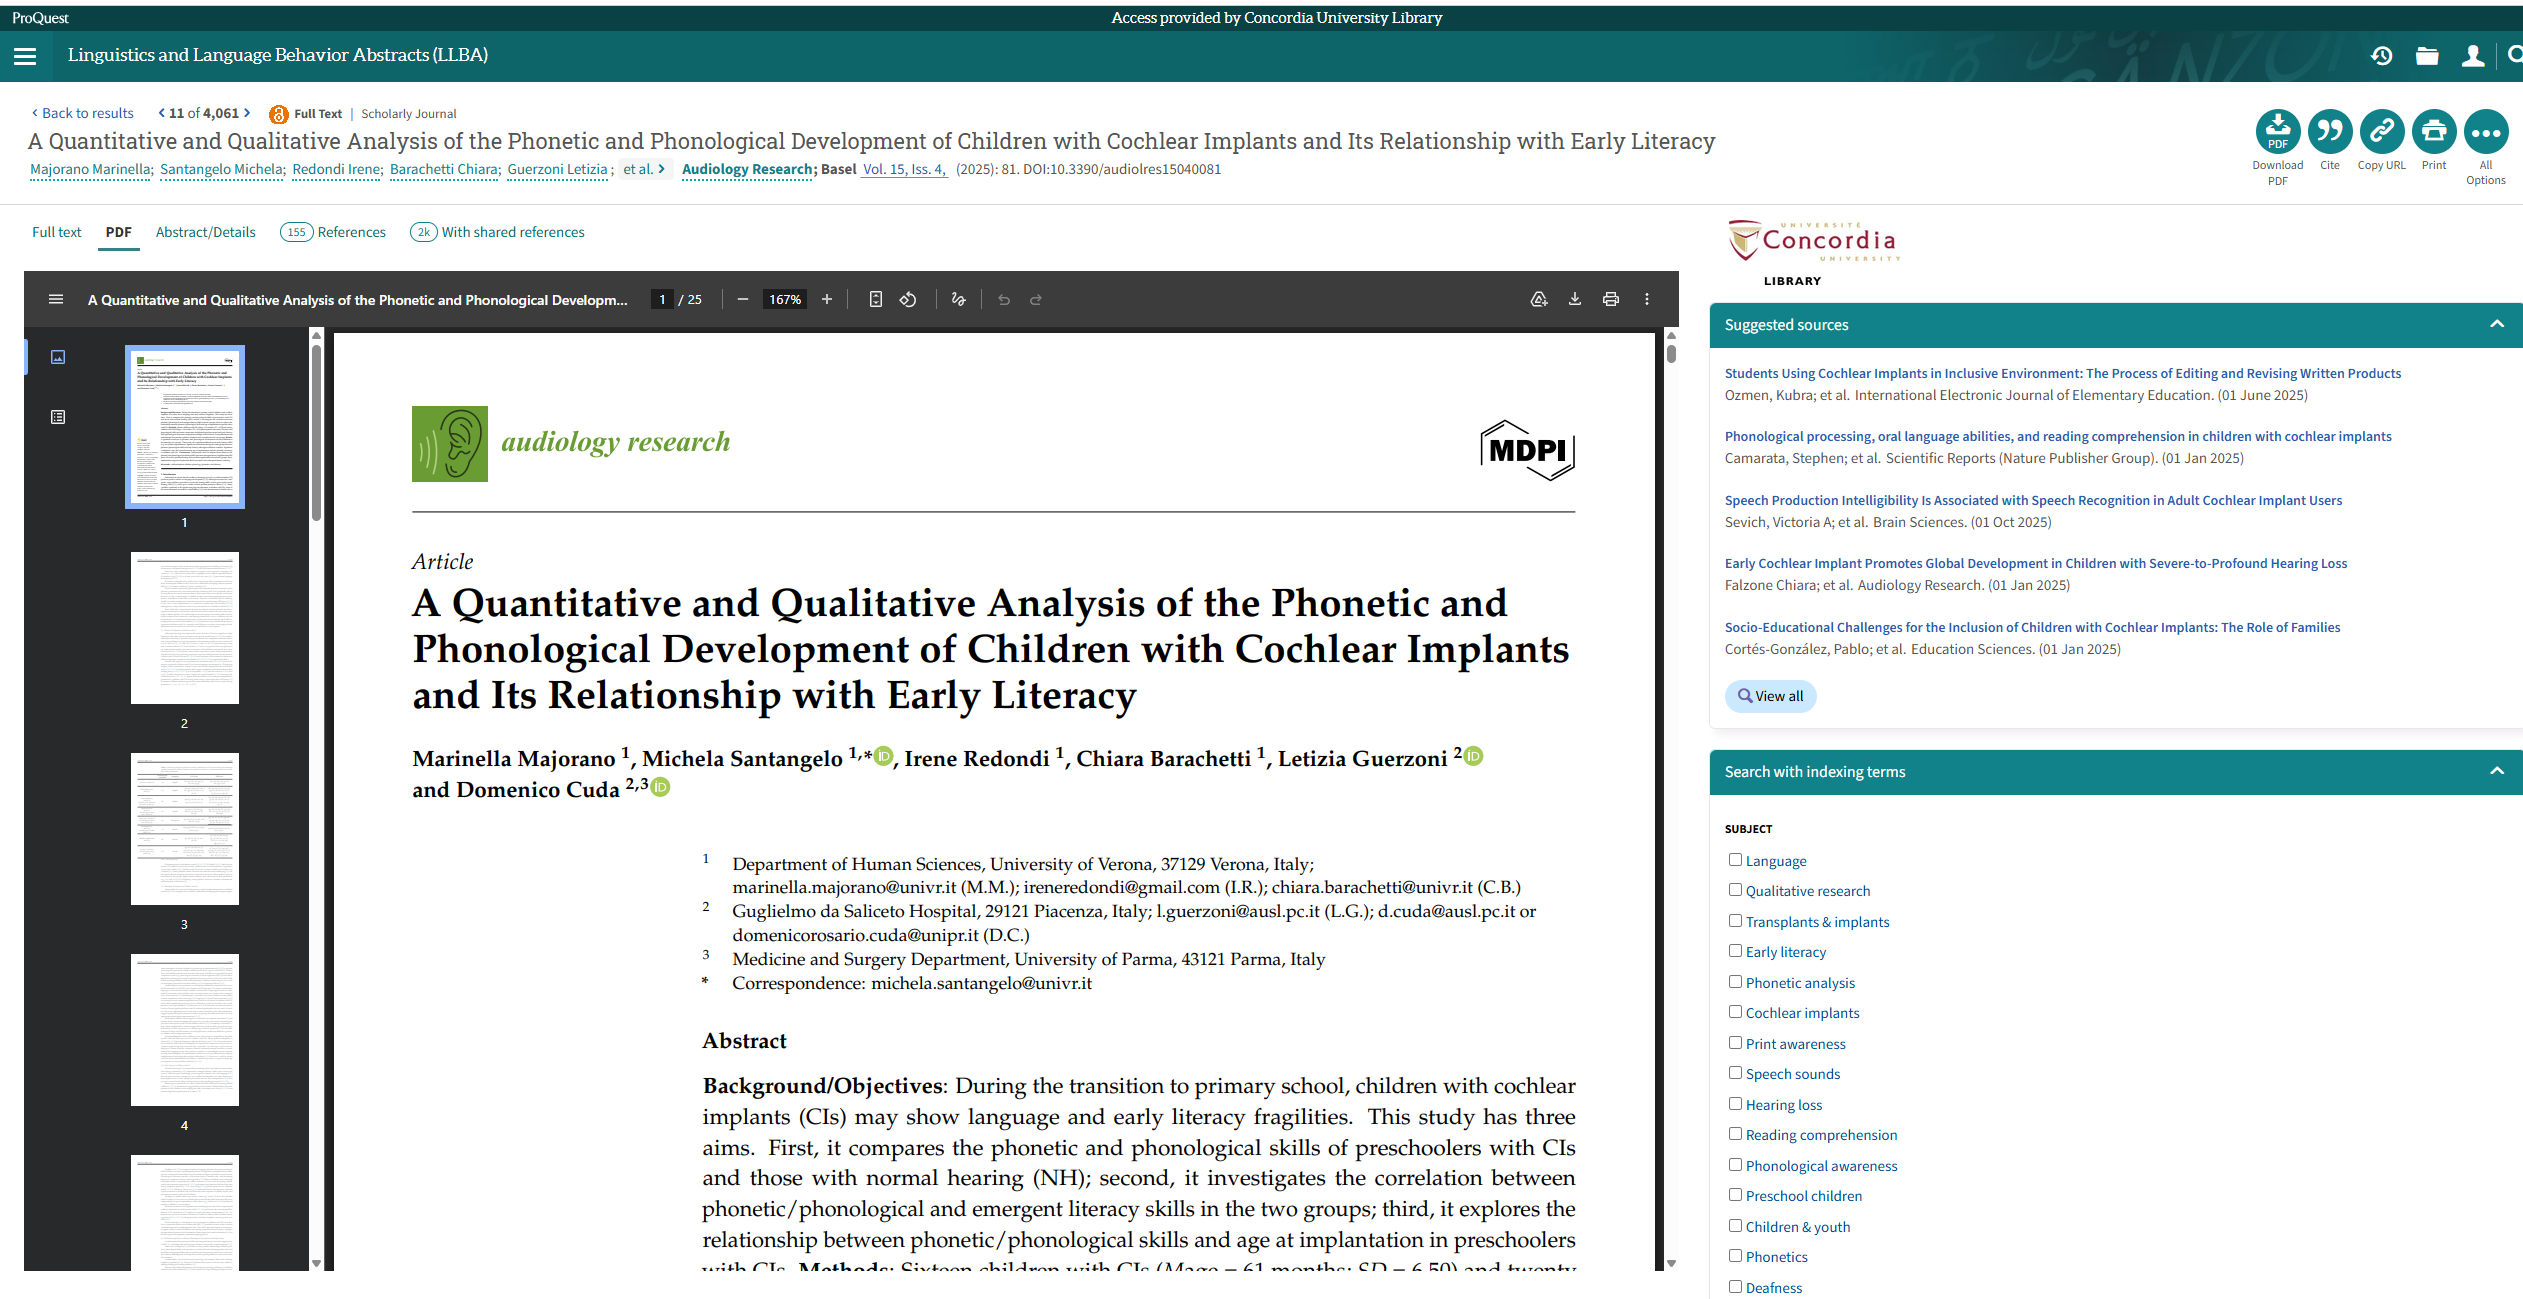 ProQuest
Access provided by Concordia University Library
Linguistics and Language Behavior Abstracts (LLBA)
Back to results
11 of 4,061
Full Text | Scholarly Journal
A Quantitative and Qualitative Analysis of the Phonetic and Phonological Development of Children with Cochlear Implants and Its Relationship with Early Literacy
Majorano Marinella; Santangelo Michela; Redondi Irene; Barachetti Chiara; Guerzoni Letizia ; et al. Audiology Research; Basel Vol. 15, Iss. 4, (2025): 81. DOI:10.3390/audiolres15040081
PDF
Download PDF
Cite
Copy URL
Print
All Options
Full text
PDF
Abstract/Details
155 References
2k With shared references
A Quantitative and Qualitative Analysis of the Phonetic and Phonological Developm...
1 / 25
167%
1
2
3
4
audiology research
MDPI
Article
A Quantitative and Qualitative Analysis of the Phonetic and
Phonological Development of Children with Cochlear Implants
and Its Relationship with Early Literacy
Marinella Majorano 1, Michela Santangelo 1,* iD, Irene Redondi 1, Chiara Barachetti 1, Letizia Guerzoni 2 iD
and Domenico Cuda 2,3 iD
1 Department of Human Sciences, University of Verona, 37129 Verona, Italy;
marinella.majorano@univr.it (M.M.); ireneredondi@gmail.com (I.R.); chiara.barachetti@univr.it (C.B.)
2 Guglielmo da Saliceto Hospital, 29121 Piacenza, Italy; l.guerzoni@ausl.pc.it (L.G.); d.cuda@ausl.pc.it or
domenicorosario.cuda@unipr.it (D.C.)
3 Medicine and Surgery Department, University of Parma, 43121 Parma, Italy
* Correspondence: michela.santangelo@univr.it
Abstract
Background/Objectives: During the transition to primary school, children with cochlear
implants (CIs) may show language and early literacy fragilities. This study has three
aims. First, it compares the phonetic and phonological skills of preschoolers with CIs
and those with normal hearing (NH); second, it investigates the correlation between
phonetic/phonological and emergent literacy skills in the two groups; third, it explores the
relationship between phonetic/phonological skills and age at implantation in preschoolers
with CIs. Methods: Sixteen children with CIs (Mage = 61 months; SD = 6.50) and twenty
UNIVERSITÉ
Concordia
UNIVERSITY
LIBRARY
Suggested sources
Students Using Cochlear Implants in Inclusive Environment: The Process of Editing and Revising Written Products
Ozmen, Kubra; et al. International Electronic Journal of Elementary Education. (01 June 2025)
Phonological processing, oral language abilities, and reading comprehension in children with cochlear implants
Camarata, Stephen; et al. Scientific Reports (Nature Publisher Group). (01 Jan 2025)
Speech Production Intelligibility Is Associated with Speech Recognition in Adult Cochlear Implant Users
Sevich, Victoria A; et al. Brain Sciences. (01 Oct 2025)
Early Cochlear Implant Promotes Global Development in Children with Severe-to-Profound Hearing Loss
Falzone Chiara; et al. Audiology Research. (01 Jan 2025)
Socio-Educational Challenges for the Inclusion of Children with Cochlear Implants: The Role of Families
Cortés-González, Pablo; et al. Education Sciences. (01 Jan 2025)
View all
Search with indexing terms
SUBJECT
Language
Qualitative research
Transplants & implants
Early literacy
Phonetic analysis
Cochlear implants
Print awareness
Speech sounds
Hearing loss
Reading comprehension
Phonological awareness
Preschool children
Children & youth
Phonetics
Deafness